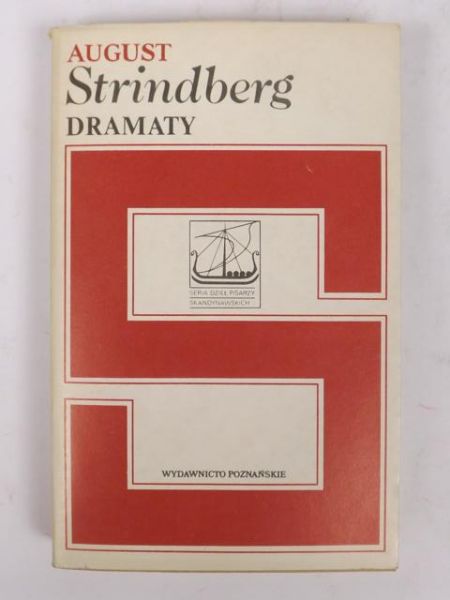 AUGUST
Strindberg
DRAMATY
SERIA DZIEŁ PISARZY
SKANDYNAWSKICH
WYDAWNICTO POZNAŃSKIE